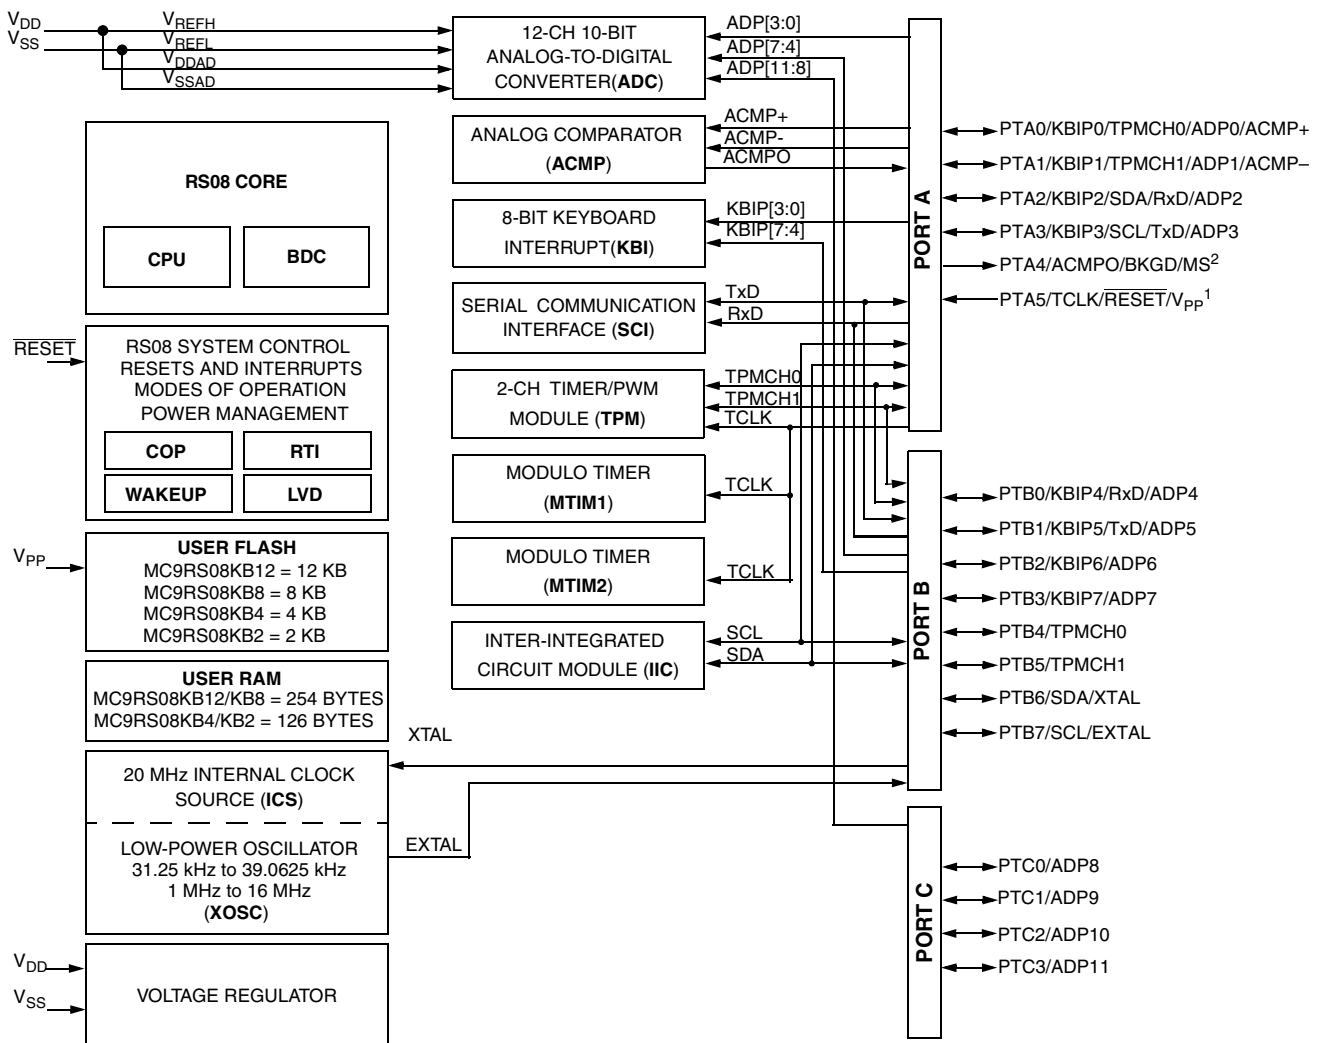 V_DD
V_SS
V_REFH
V_REFL
V_DDAD
V_SSAD
12-CH 10-BIT
ANALOG-TO-DIGITAL
CONVERTER(ADC)
ADP[3:0]
ADP[7:4]
ADP[11:8]
ANALOG COMPARATOR
(ACMP)
ACMP+
ACMP-
ACMPO
8-BIT KEYBOARD
INTERRUPT(KBI)
KBIP[3:0]
KBIP[7:4]
SERIAL COMMUNICATION
INTERFACE (SCI)
TxD
RxD
2-CH TIMER/PWM
MODULE (TPM)
TPMCH0
TPMCH1
TCLK
MODULO TIMER
(MTIM1)
TCLK
MODULO TIMER
(MTIM2)
TCLK
INTER-INTEGRATED
CIRCUIT MODULE (IIC)
SCL
SDA
RS08 CORE
CPU
BDC
RESET
RS08 SYSTEM CONTROL
RESETS AND INTERRUPTS
MODES OF OPERATION
POWER MANAGEMENT
COP
RTI
WAKEUP
LVD
V_PP
USER FLASH
MC9RS08KB12 = 12 KB
MC9RS08KB8 = 8 KB
MC9RS08KB4 = 4 KB
MC9RS08KB2 = 2 KB
USER RAM
MC9RS08KB12/KB8 = 254 BYTES
MC9RS08KB4/KB2 = 126 BYTES
XTAL
20 MHz INTERNAL CLOCK
SOURCE (ICS)
LOW-POWER OSCILLATOR
31.25 kHz to 39.0625 kHz
1 MHz to 16 MHz
(XOSC)
EXTAL
V_DD
V_SS
VOLTAGE REGULATOR
PORT A
PTA0/KBIP0/TPMCH0/ADP0/ACMP+
PTA1/KBIP1/TPMCH1/ADP1/ACMP–
PTA2/KBIP2/SDA/RxD/ADP2
PTA3/KBIP3/SCL/TxD/ADP3
PTA4/ACMPO/BKGD/MS²
PTA5/TCLK/RESET/V_PP¹
PORT B
PTB0/KBIP4/RxD/ADP4
PTB1/KBIP5/TxD/ADP5
PTB2/KBIP6/ADP6
PTB3/KBIP7/ADP7
PTB4/TPMCH0
PTB5/TPMCH1
PTB6/SDA/XTAL
PTB7/SCL/EXTAL
PORT C
PTC0/ADP8
PTC1/ADP9
PTC2/ADP10
PTC3/ADP11